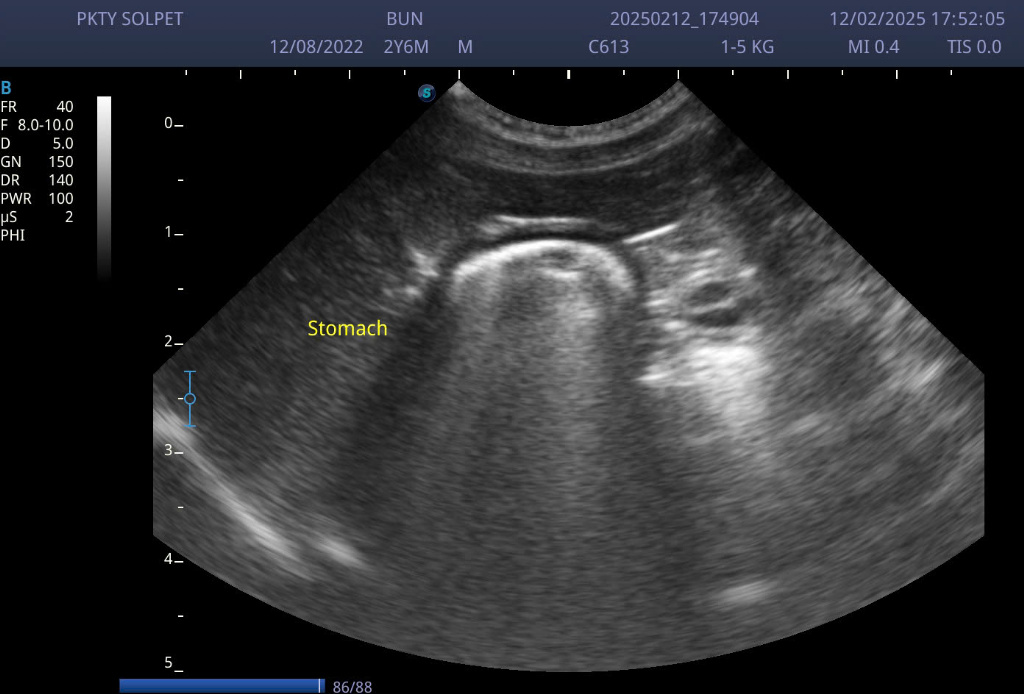 PKTY SOLPET BUN 20250212_174904 12/02/2025 17:52:05
12/08/2022 2Y6M M C613 1-5 KG MI 0.4 TIS 0.0
B
FR 40
F 8.0-10.0
D 5.0
GN 150
DR 140
PWR 100
µS 2
PHI
S
0
1
Stomach
2
3
4
5
86/88